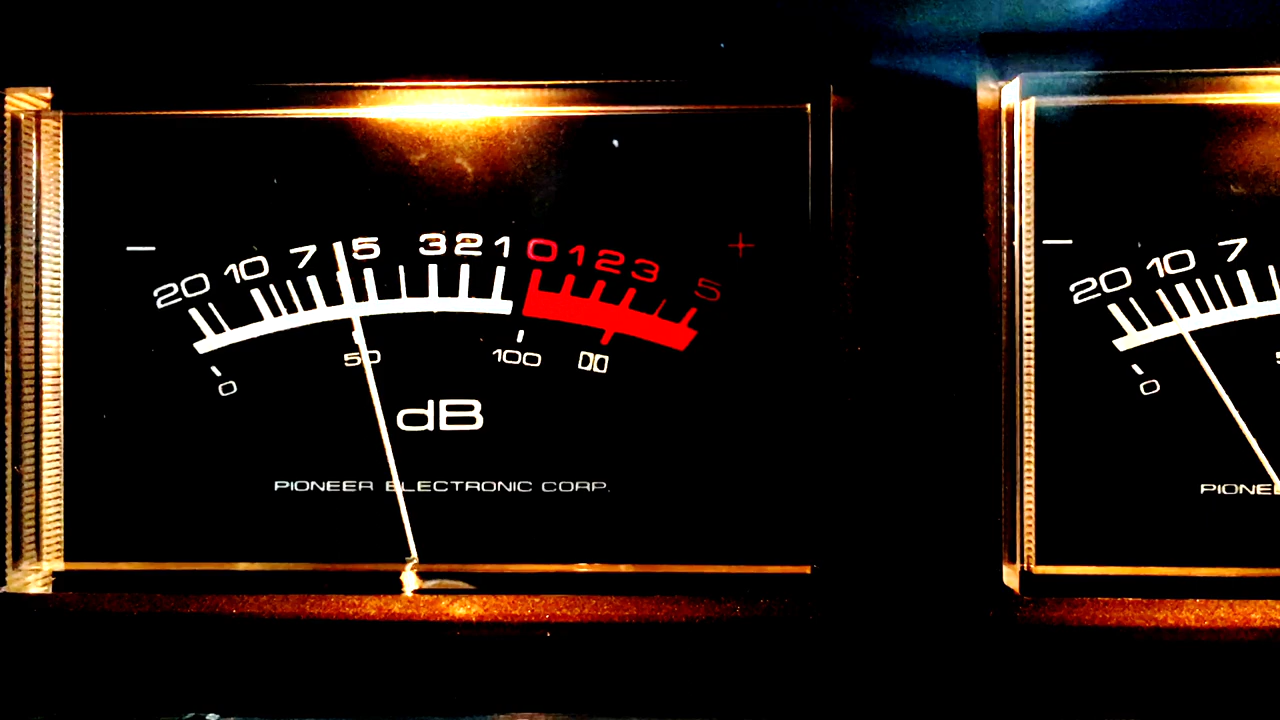 − 20 10 7 5 3 2 1 0 1 2 3 5 +
0 50 100
dB
PIONEER ELECTRONIC CORP.
− 20 10 7
0